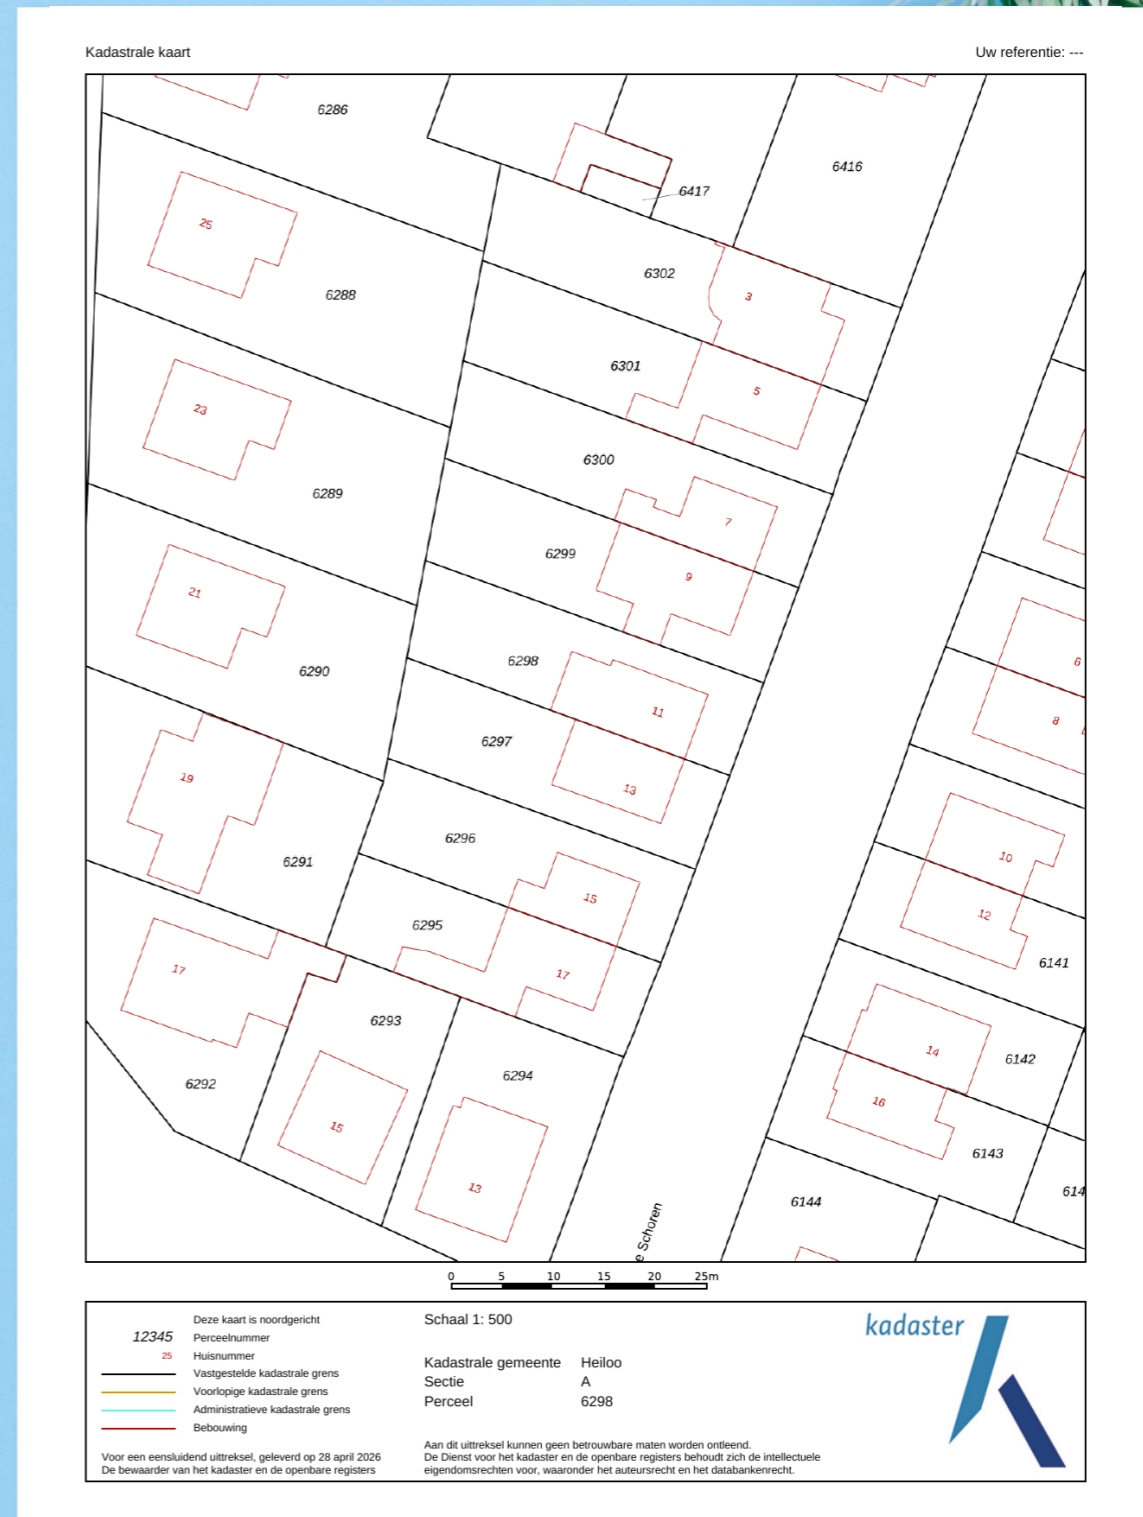 Kadastrale kaart
Uw referentie: ---
6286
6416
6417
25
6302
6288
3
6301
5
23
6300
6289
7
6299
9
21
6298
6290
6
11
8
6297
19
13
6296
10
6291
15
12
6295
6141
17
17
6293
14
6142
6294
6292
16
15
6143
13
614
6144
e Schoren
0 5 10 15 20 25m
Deze kaart is noordgericht
12345 Perceelnummer
25 Huisnummer
Vastgestelde kadastrale grens
Voorlopige kadastrale grens
Administratieve kadastrale grens
Bebouwing
Voor een eensluidend uittreksel, geleverd op 28 april 2026
De bewaarder van het kadaster en de openbare registers
Schaal 1: 500
Kadastrale gemeente Heiloo
Sectie A
Perceel 6298
Aan dit uittreksel kunnen geen betrouwbare maten worden ontleend.
De Dienst voor het kadaster en de openbare registers behoudt zich de intellectuele
eigendomsrechten voor, waaronder het auteursrecht en het databankenrecht.
kadaster